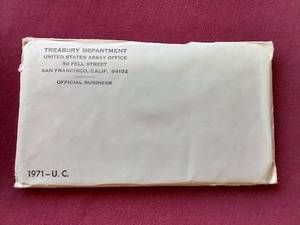 TREASURY DEPARTMENT
UNITED STATES ASSAY OFFICE
50 FELL STREET
SAN FRANCISCO, CALIF. 94102
OFFICIAL BUSINESS
1971-U.C.